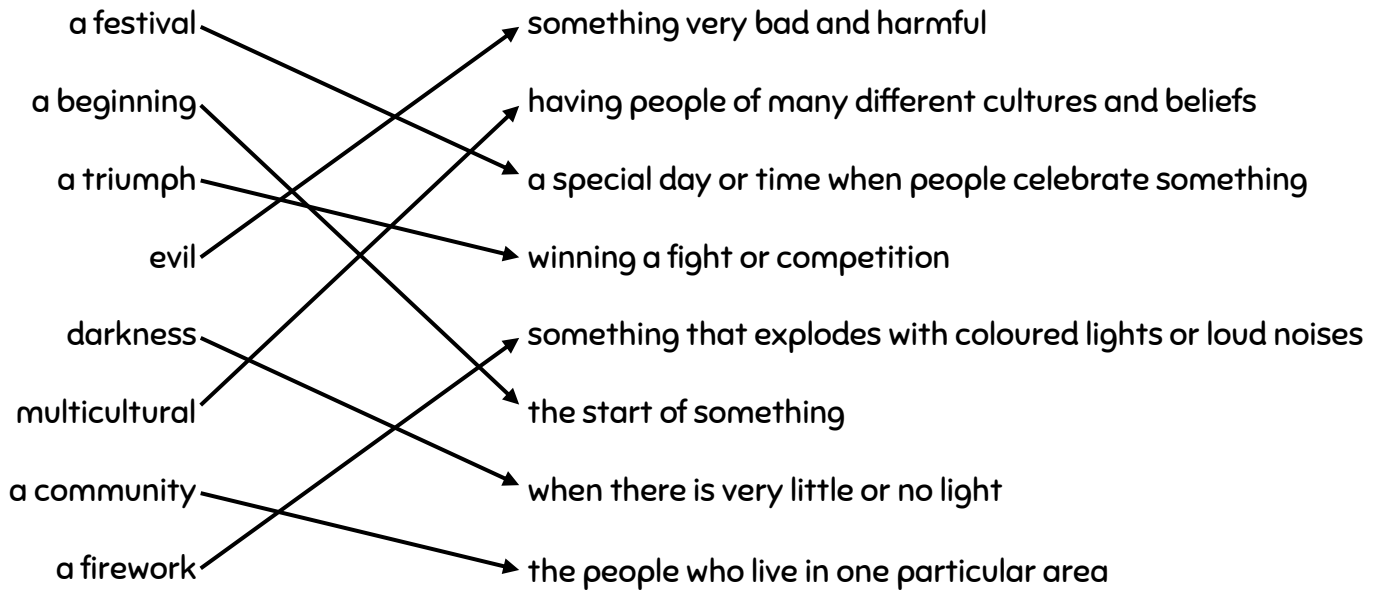 a festival something very bad and harmful
a beginning having people of many different cultures and beliefs
a triumph a special day or time when people celebrate something
evil winning a fight or competition
darkness something that explodes with coloured lights or loud noises
multicultural the start of something
a community when there is very little or no light
a firework the people who live in one particular area